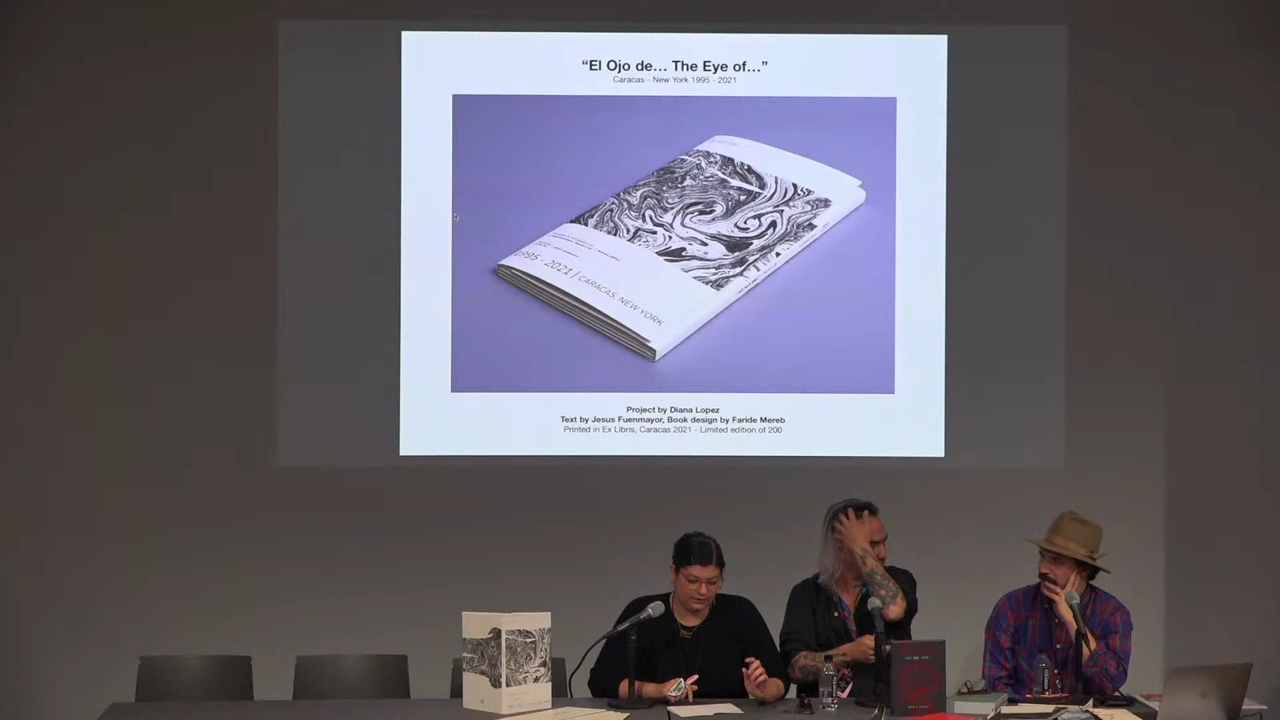 “El Ojo de... The Eye of...”
Caracas - New York 1995 - 2021
1995 - 2021 | CARACAS, NEW YORK
Project by Diana Lopez
Text by Jesus Fuenmayor, Book design by Faride Mereb
Printed in Ex Libris, Caracas 2021 - Limited edition of 200